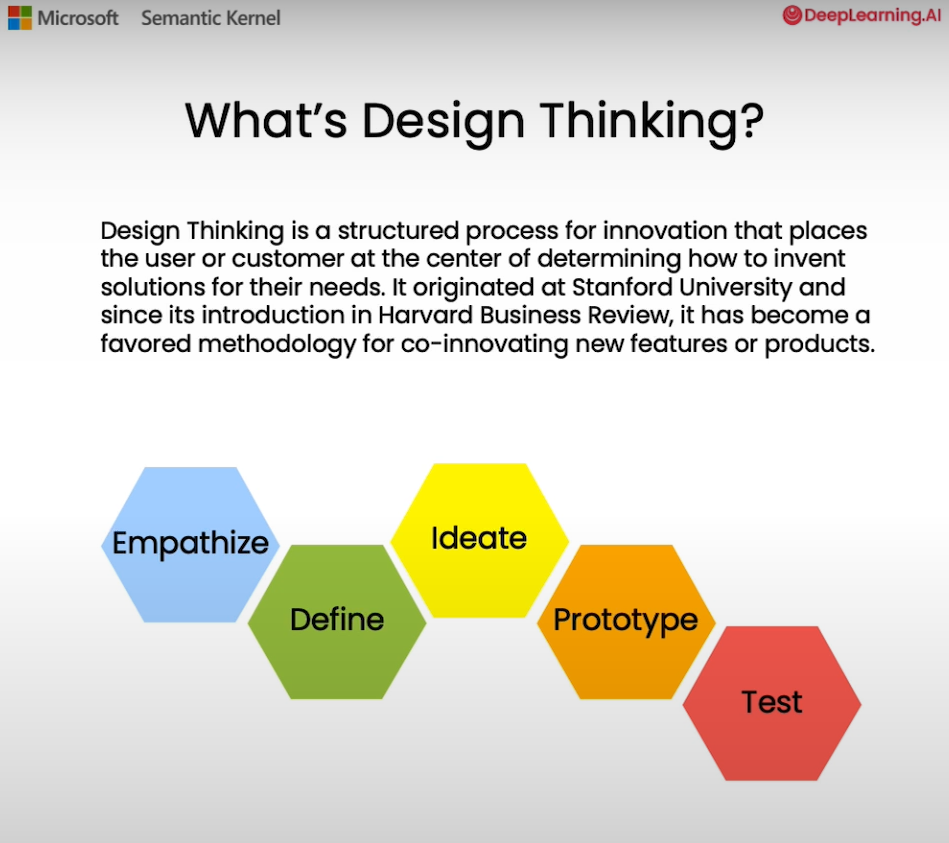 Microsoft Semantic Kernel
DeepLearning.AI
What's Design Thinking?
Design Thinking is a structured process for innovation that places
the user or customer at the center of determining how to invent
solutions for their needs. It originated at Stanford University and
since its introduction in Harvard Business Review, it has become a
favored methodology for co-innovating new features or products.
Empathize
Define
Ideate
Prototype
Test